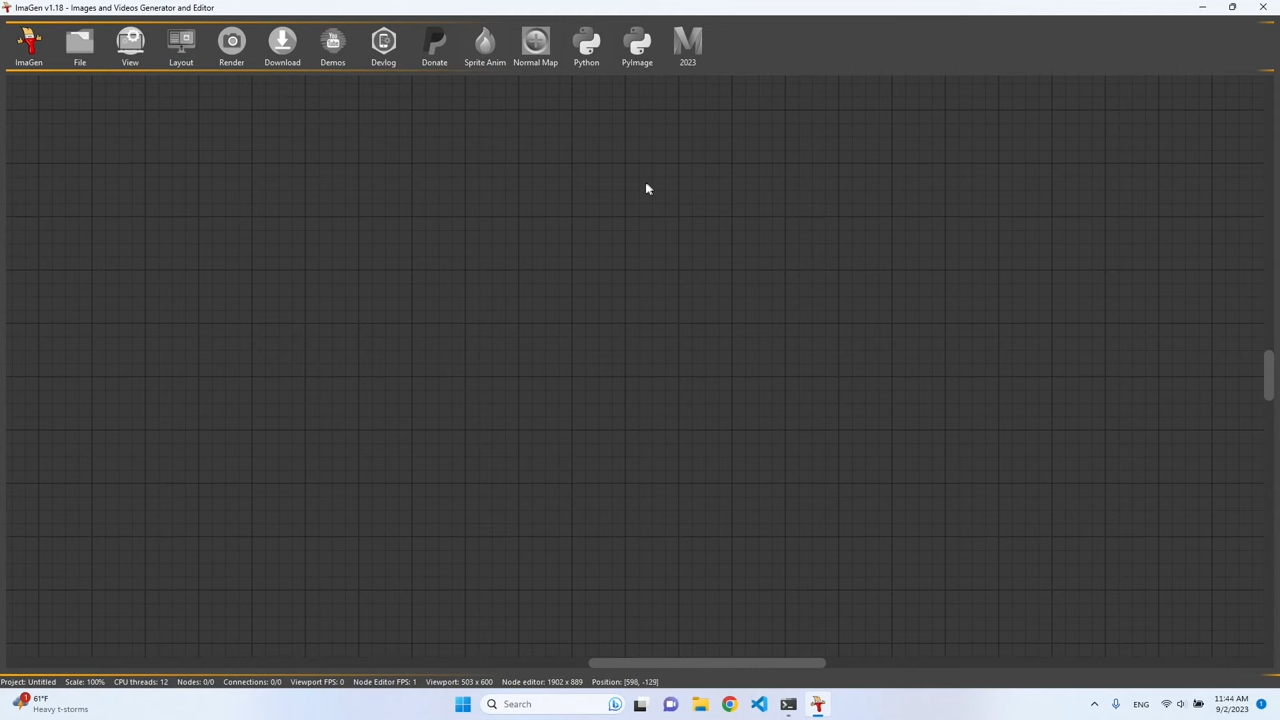 ImaGen v1.18 - Images and Videos Generator and Editor
ImaGen File View Layout Render Download Demos Devlog Donate Sprite Anim Normal Map Python PyImage 2023
Project: Untitled Scale: 100% CPU threads: 12 Nodes: 0/0 Connections: 0/0 Viewport FPS: 0 Node Editor FPS: 1 Viewport: 503 x 600 Node editor: 1902 x 889 Position: [598, -129]
1 61°F
Heavy t-storms
Search
ENG
11:44 AM
9/2/2023
1